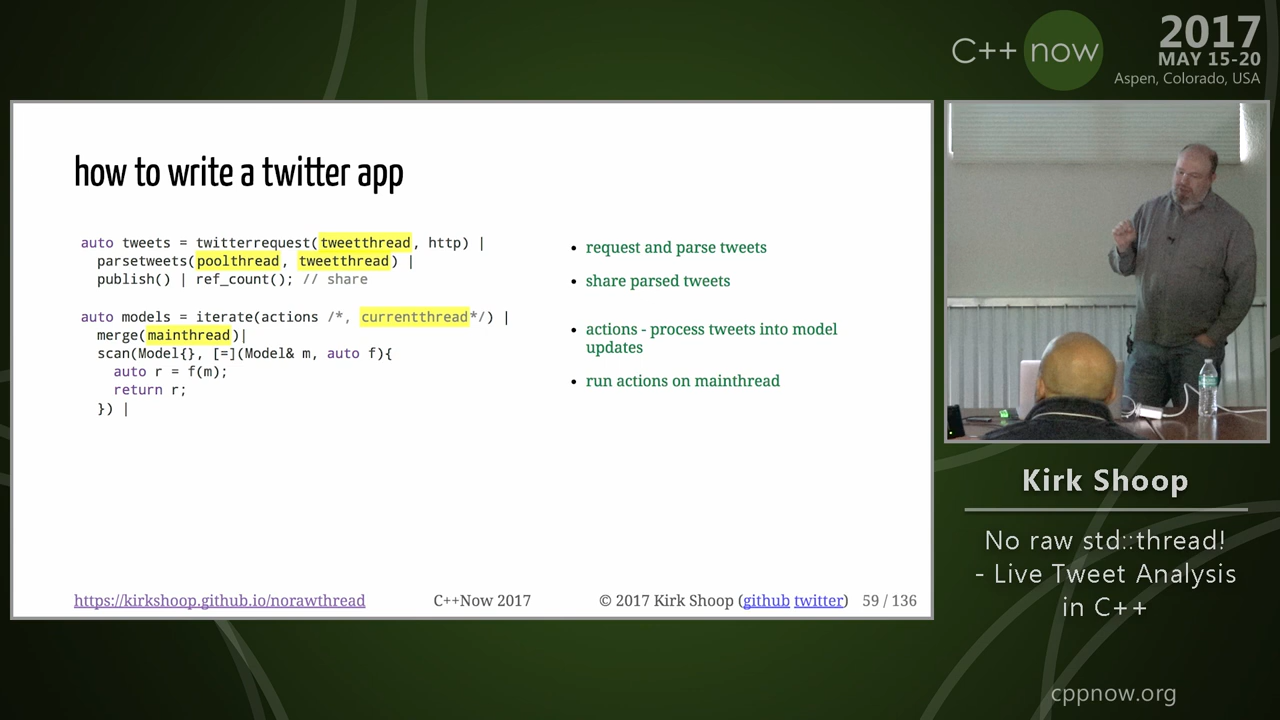 C++ now
2017
MAY 15-20
Aspen, Colorado, USA
how to write a twitter app
auto tweets = twitterrequest(tweetthread, http) |
parsetweets(poolthread, tweetthread) |
publish() | ref_count(); // share
auto models = iterate(actions /*, currentthread*/) |
merge(mainthread)|
scan(Model{}, [=](Model& m, auto f){
auto r = f(m);
return r;
}) |
• request and parse tweets
• share parsed tweets
• actions - process tweets into model
updates
• run actions on mainthread
https://kirkshoop.github.io/norawthread
C++Now 2017
© 2017 Kirk Shoop (github twitter)
59 / 136
Kirk Shoop
No raw std::thread!
- Live Tweet Analysis
in C++
cppnow.org